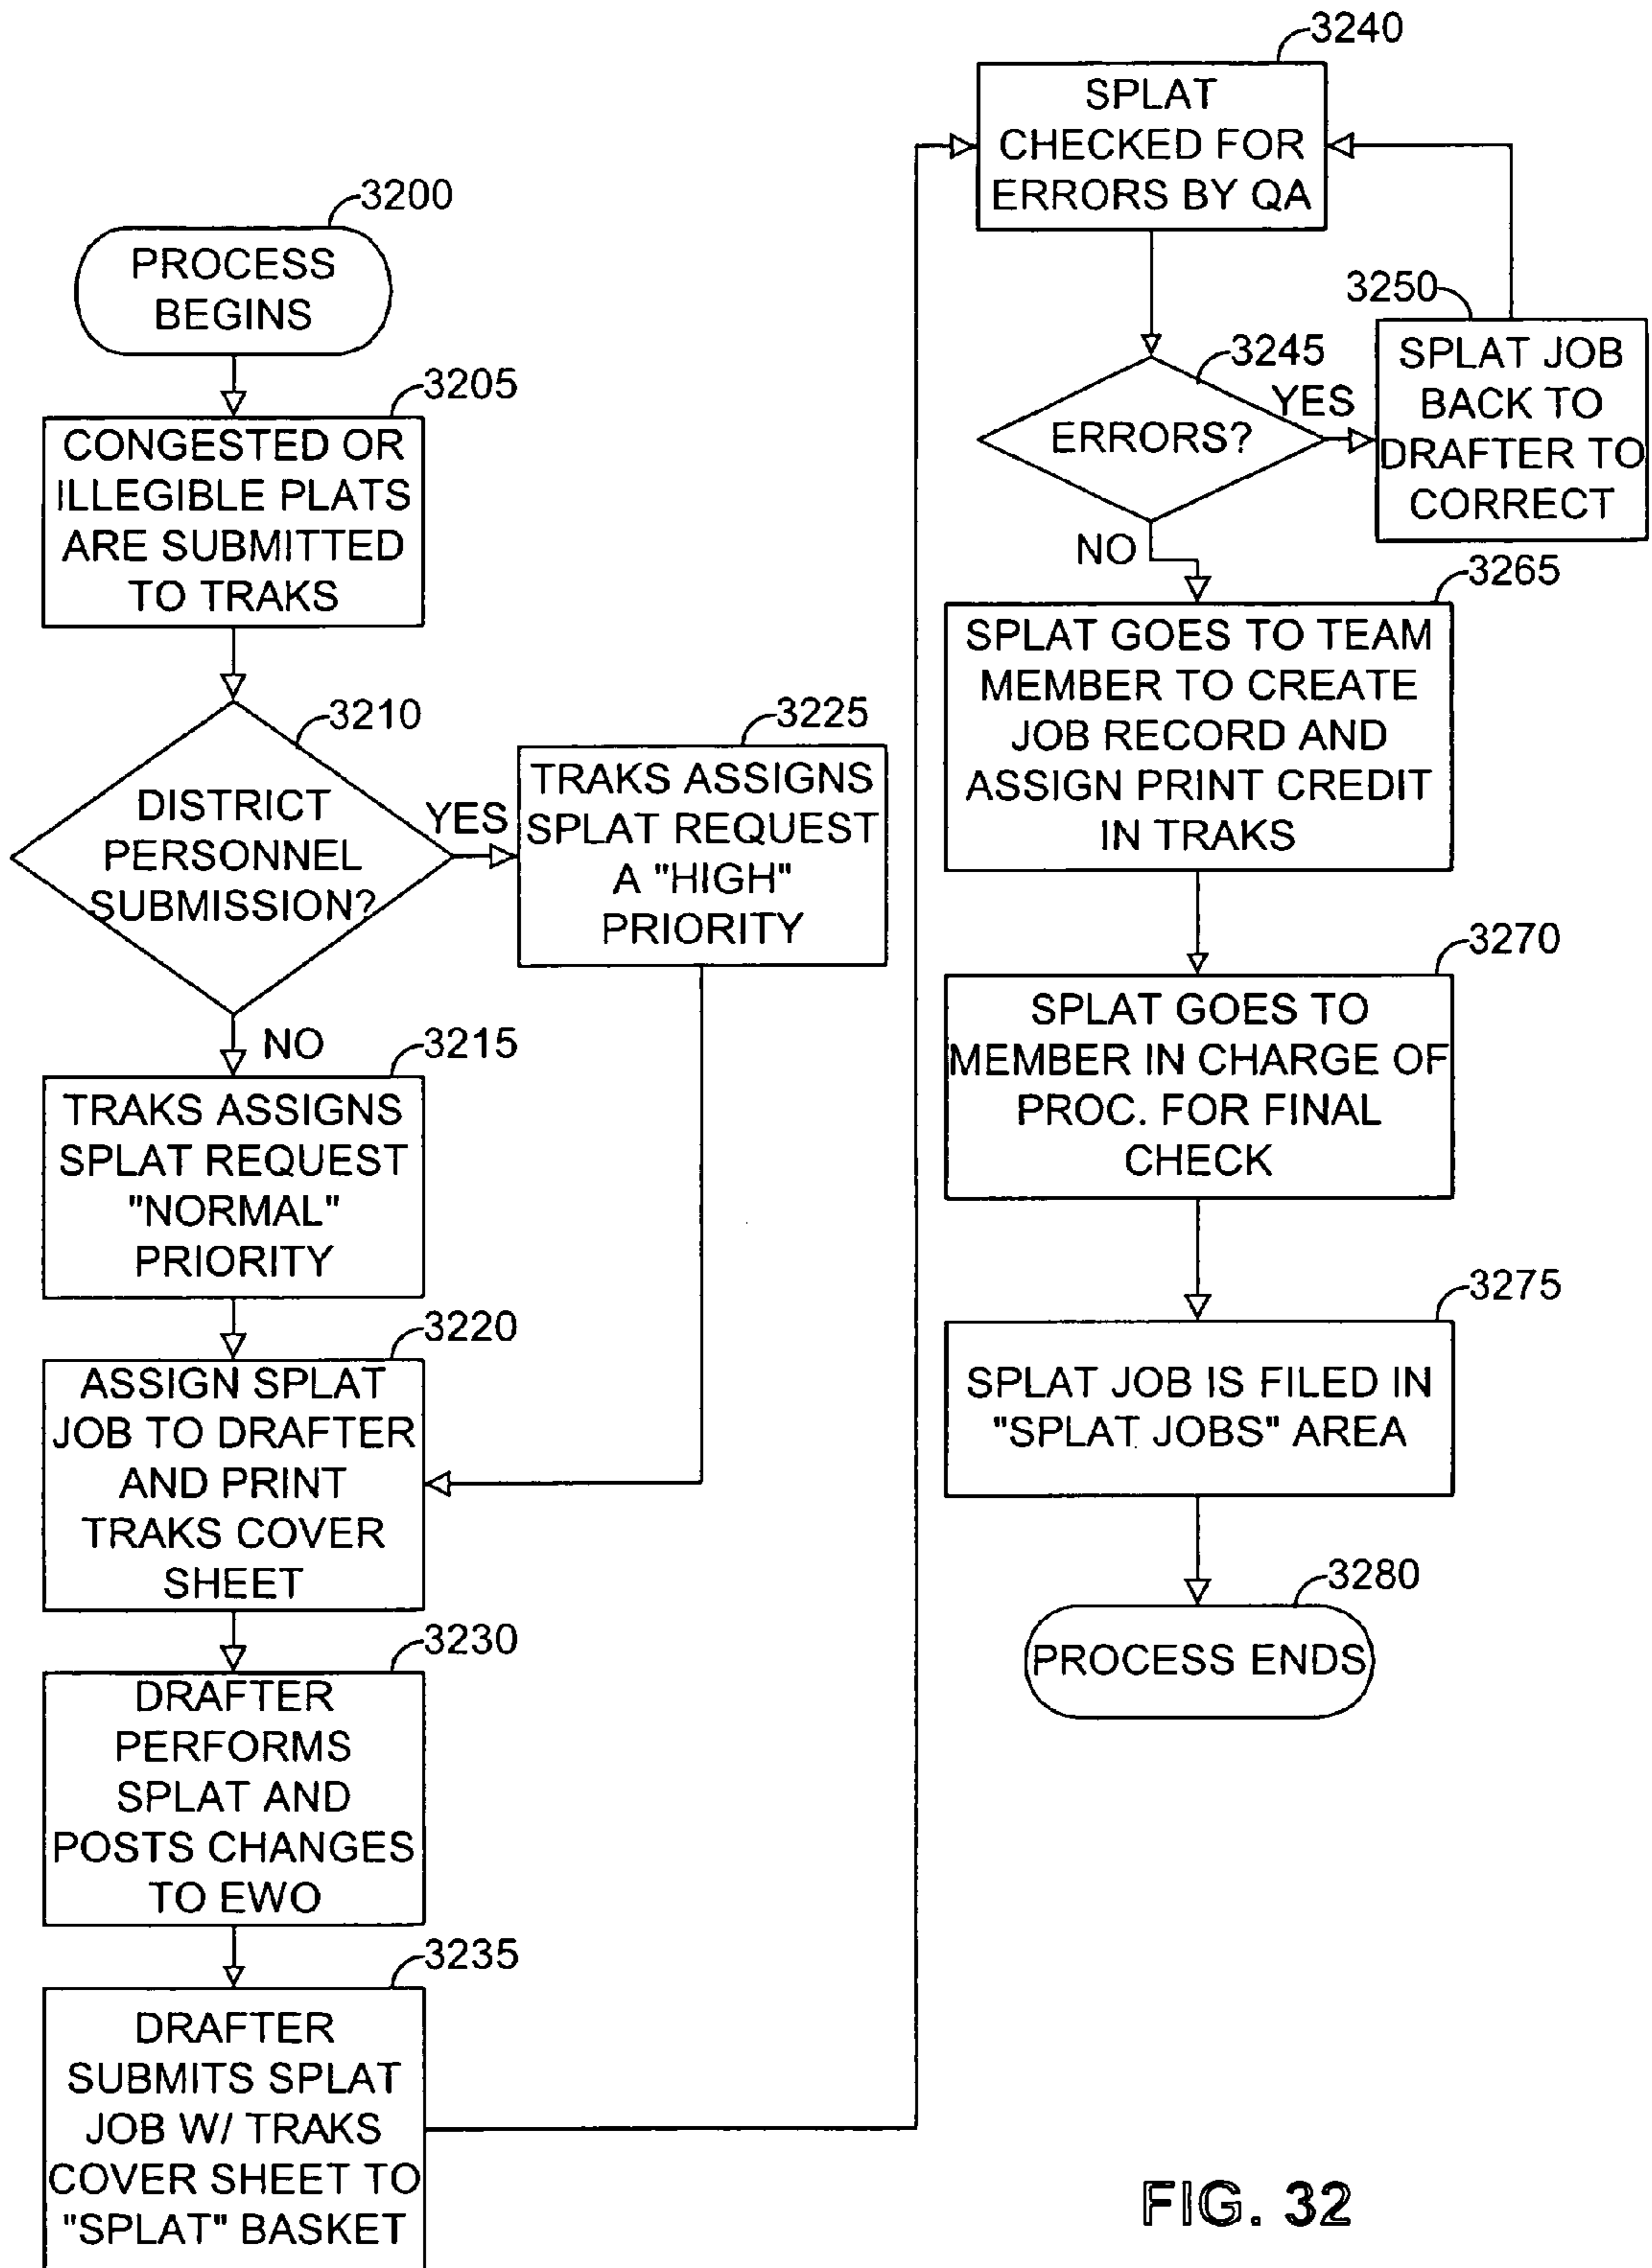 3200
PROCESS
BEGINS
3205
CONGESTED OR
ILLEGIBLE PLATS
ARE SUBMITTED
TO TRAKS
3210
DISTRICT
PERSONNEL
SUBMISSION?
YES
3225
TRAKS ASSIGNS
SPLAT REQUEST
A "HIGH"
PRIORITY
NO
3215
TRAKS ASSIGNS
SPLAT REQUEST
"NORMAL"
PRIORITY
3220
ASSIGN SPLAT
JOB TO DRAFTER
AND PRINT
TRAKS COVER
SHEET
3230
DRAFTER
PERFORMS
SPLAT AND
POSTS CHANGES
TO EWO
3235
DRAFTER
SUBMITS SPLAT
JOB W/ TRAKS
COVER SHEET TO
"SPLAT" BASKET
3240
SPLAT
CHECKED FOR
ERRORS BY QA
3245
ERRORS?
YES
3250
SPLAT JOB
BACK TO
DRAFTER TO
CORRECT
NO
3265
SPLAT GOES TO TEAM
MEMBER TO CREATE
JOB RECORD AND
ASSIGN PRINT CREDIT
IN TRAKS
3270
SPLAT GOES TO
MEMBER IN CHARGE OF
PROC. FOR FINAL
CHECK
3275
SPLAT JOB IS FILED IN
"SPLAT JOBS" AREA
3280
PROCESS ENDS
FIG. 32